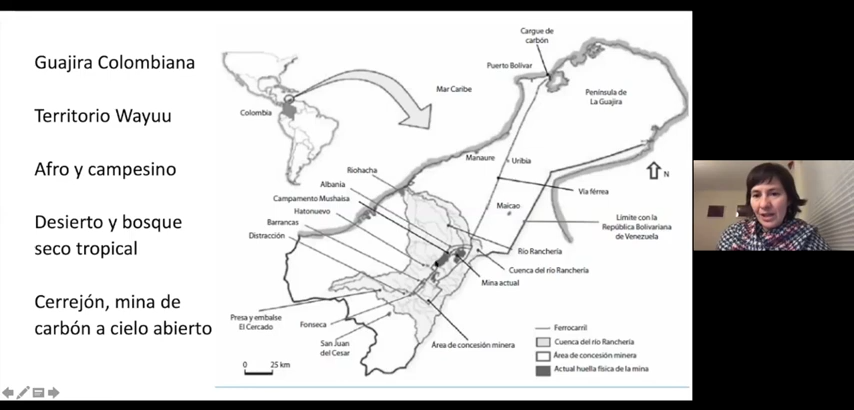 Guajira Colombiana
Territorio Wayuu
Afro y campesino
Desierto y bosque
seco tropical
Cerrejón, mina de
carbón a cielo abierto
Cargue de
carbón
Puerto Bolívar
Península de
La Guajira
Mar Caribe
Colombia
Manaure
Uribia
Riohacha
Albania
Campamento Mushaisa
Hatonuevo
Barrancas
Distracción
Maicao
Vía férrea
N
Límite con la
República Bolivariana
de Venezuela
Río Ranchería
Cuenca del río Ranchería
Mina actual
Presa y embalse
El Cercado
Fonseca
San Juan
del Cesar
Área de concesión minera
0 25 km
Ferrocarril
Cuenca del río Ranchería
Área de concesión minera
Actual huella física de la mina